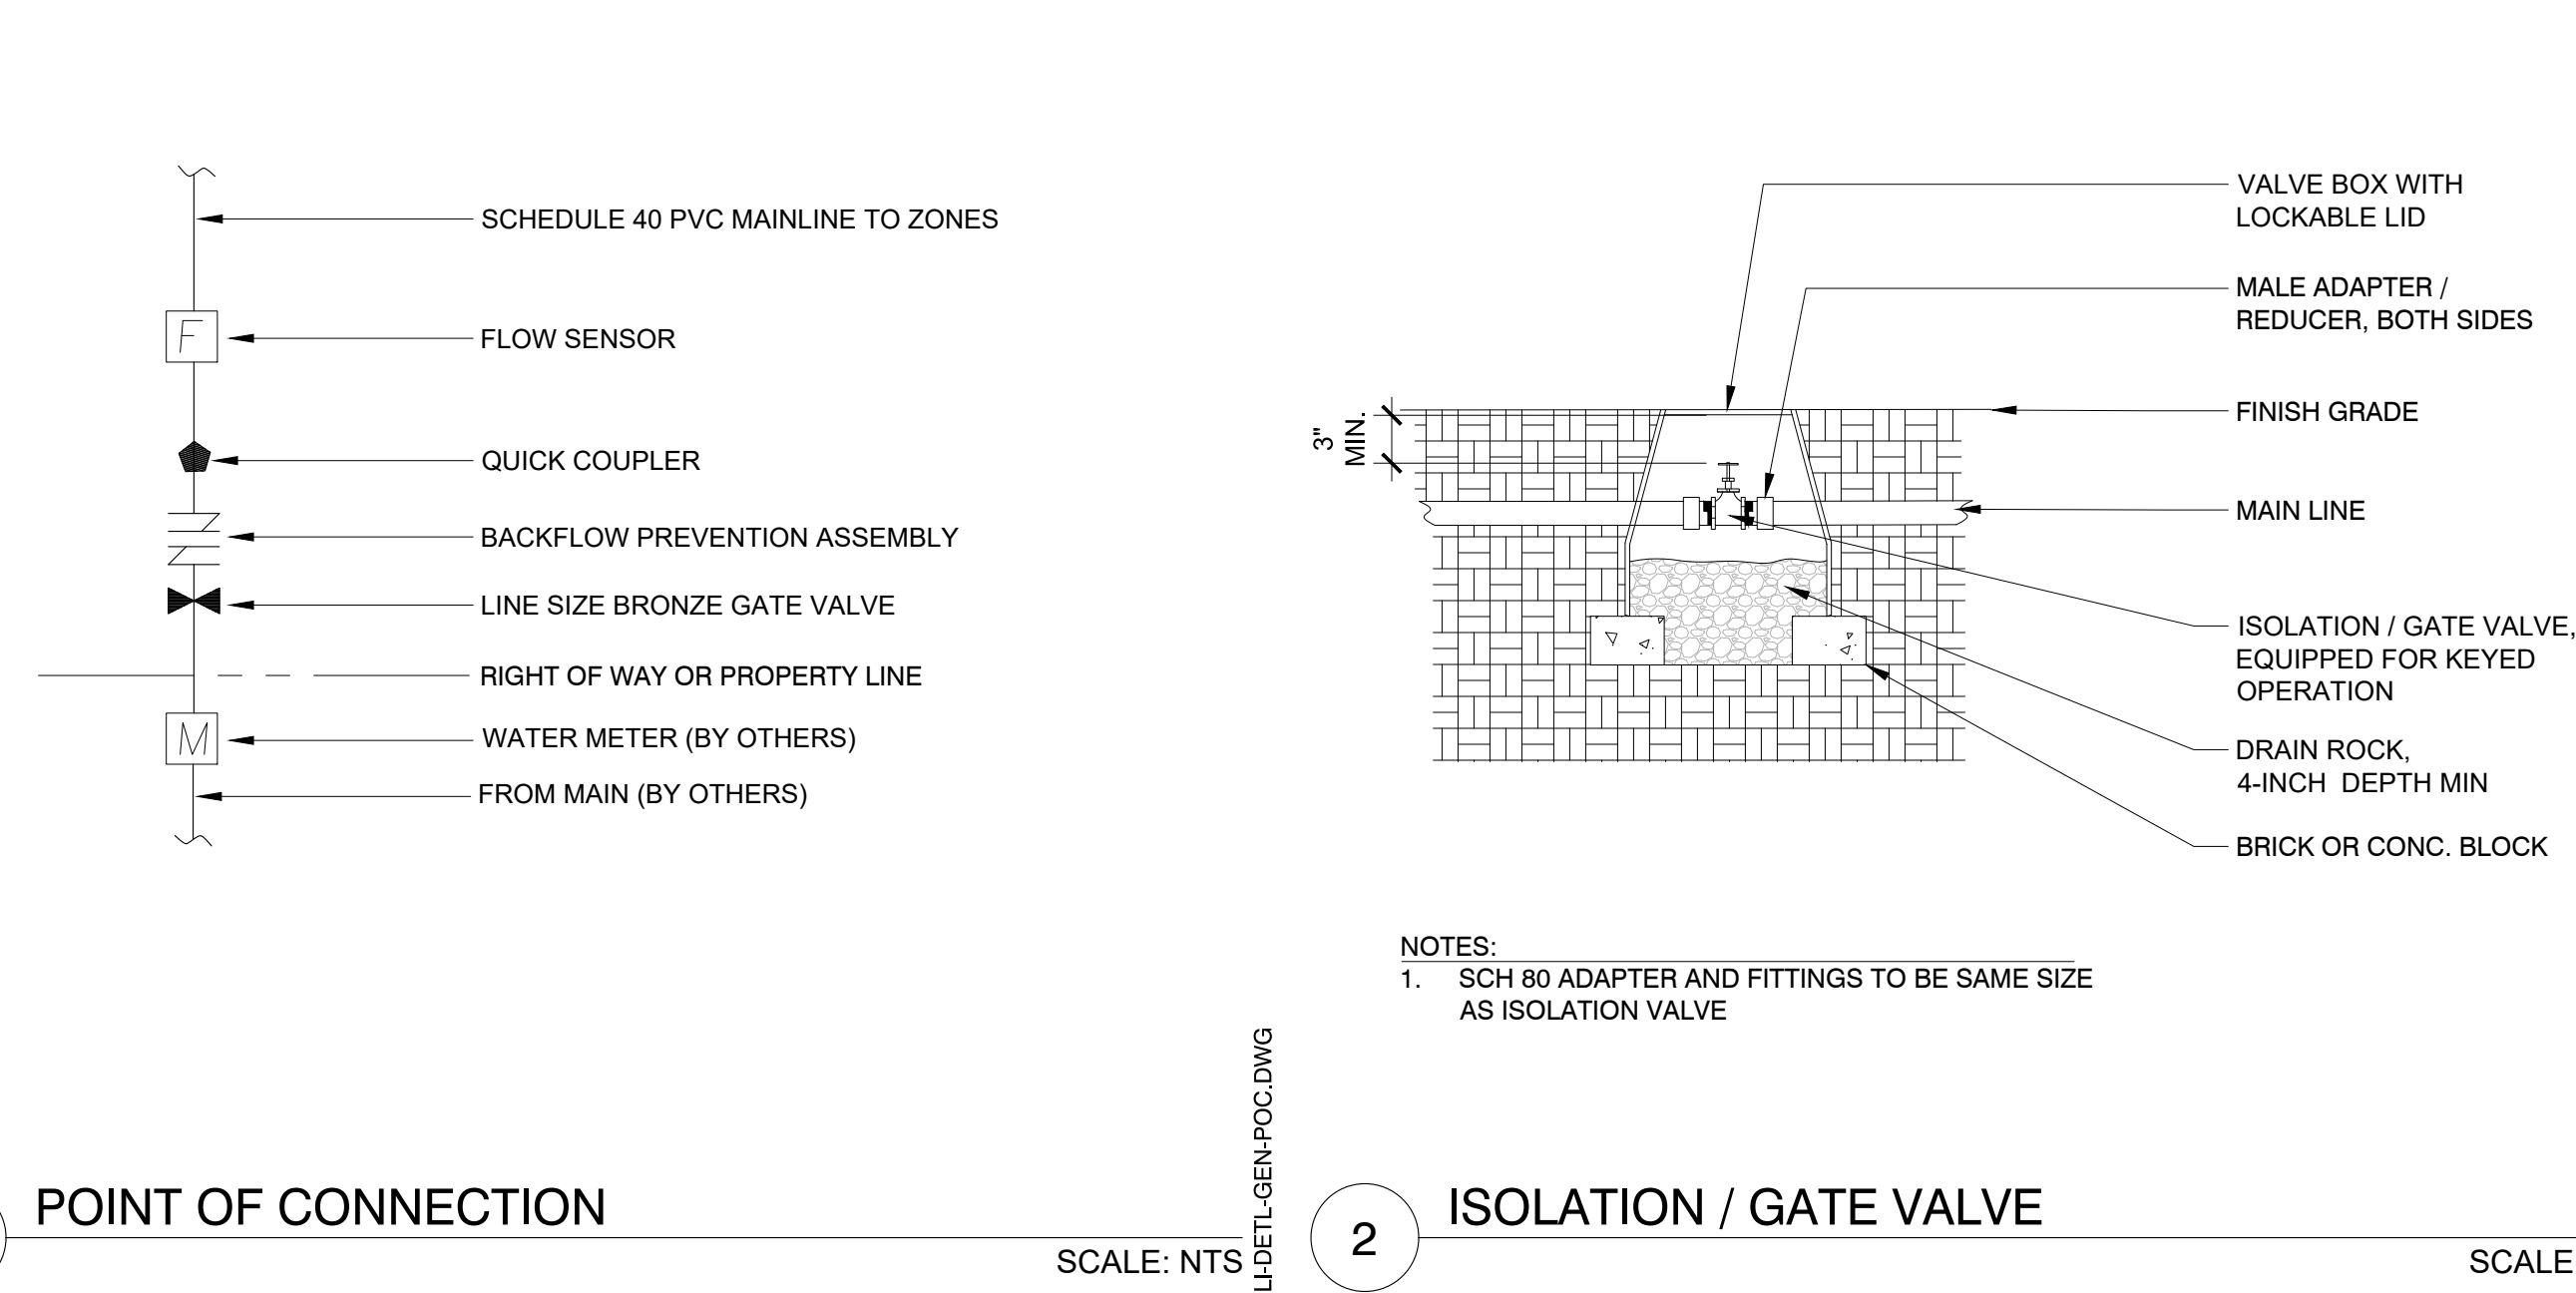 SCHEDULE 40 PVC MAINLINE TO ZONES
F
FLOW SENSOR
QUICK COUPLER
BACKFLOW PREVENTION ASSEMBLY
LINE SIZE BRONZE GATE VALVE
RIGHT OF WAY OR PROPERTY LINE
M
WATER METER (BY OTHERS)
FROM MAIN (BY OTHERS)
POINT OF CONNECTION
SCALE: NTS
LI-DETL-GEN-POC.DWG
VALVE BOX WITH
LOCKABLE LID
MALE ADAPTER /
REDUCER, BOTH SIDES
3"
MIN.
FINISH GRADE
MAIN LINE
ISOLATION / GATE VALVE,
EQUIPPED FOR KEYED
OPERATION
DRAIN ROCK,
4-INCH DEPTH MIN
BRICK OR CONC. BLOCK
NOTES:
1. SCH 80 ADAPTER AND FITTINGS TO BE SAME SIZE
AS ISOLATION VALVE
2
ISOLATION / GATE VALVE
SCALE